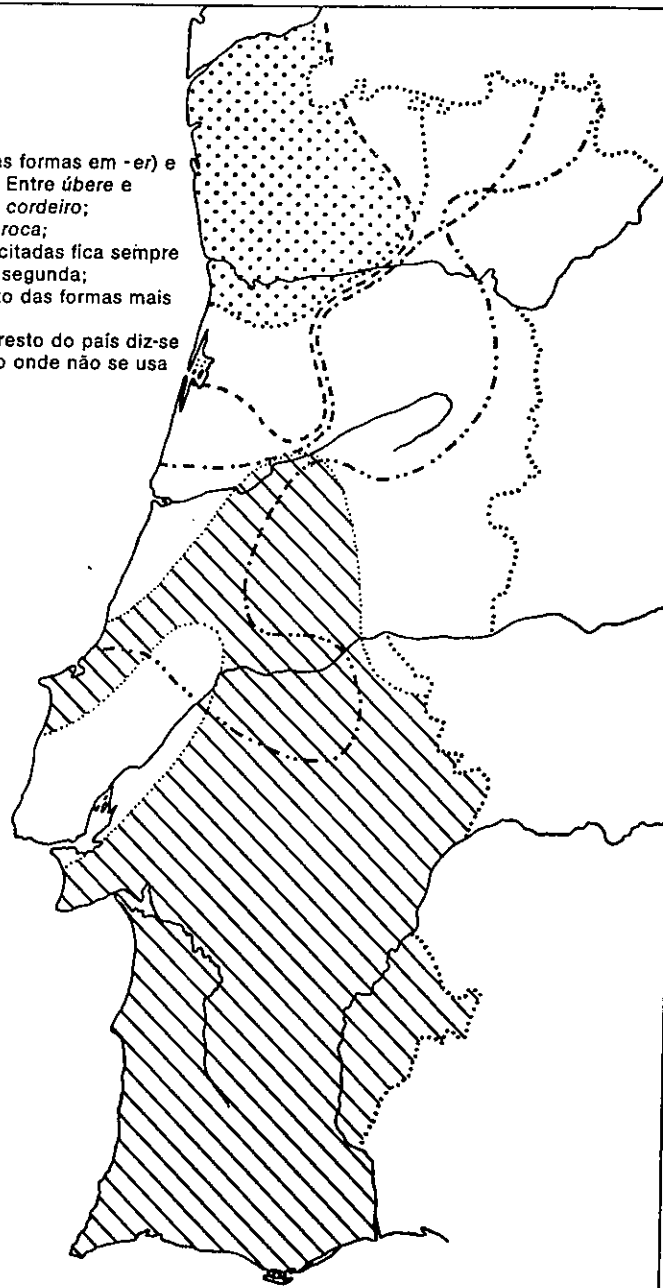 as formas em -er) e
Entre úbere e
cordeiro;
roca;
citadas fica sempre
segunda;
to das formas mais
resto do país diz-se
o onde não se usa